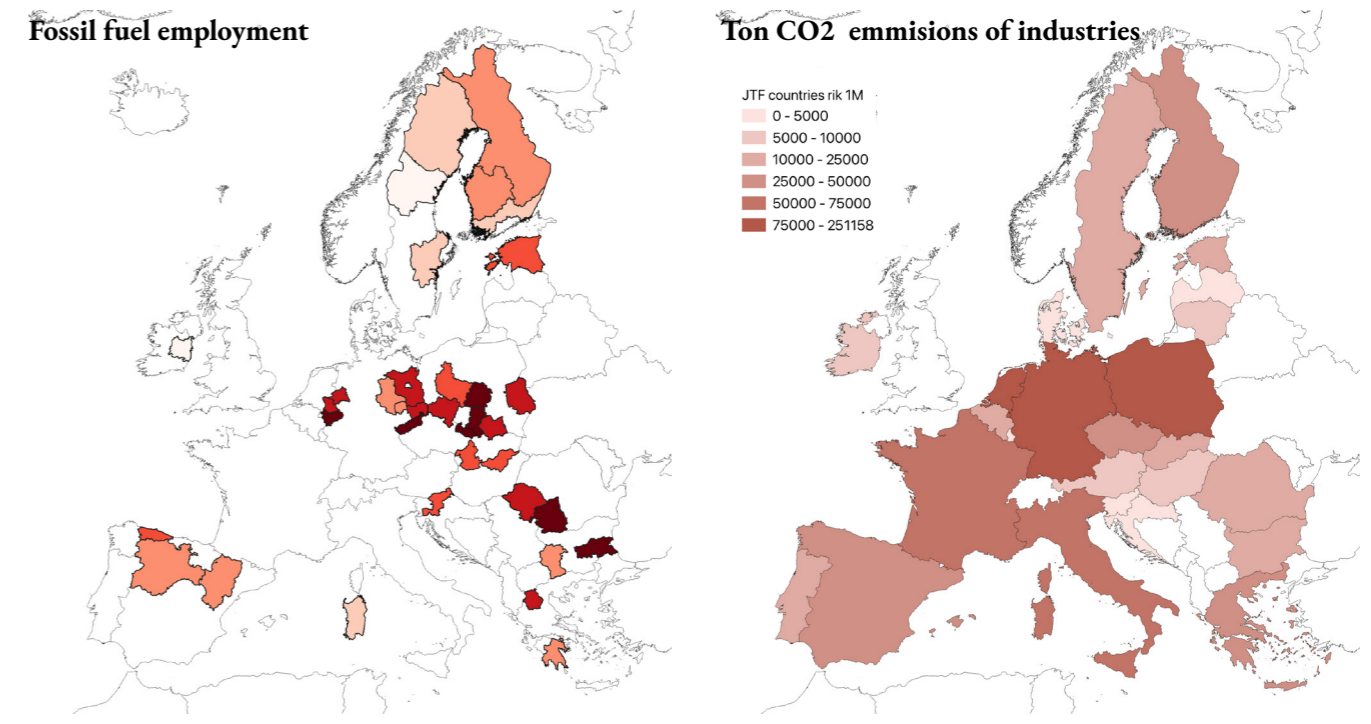 Fossil fuel employment
Ton CO2 emmisions of industries
JTF countries rik 1M
0 - 5000
5000 - 10000
10000 - 25000
25000 - 50000
50000 - 75000
75000 - 251158